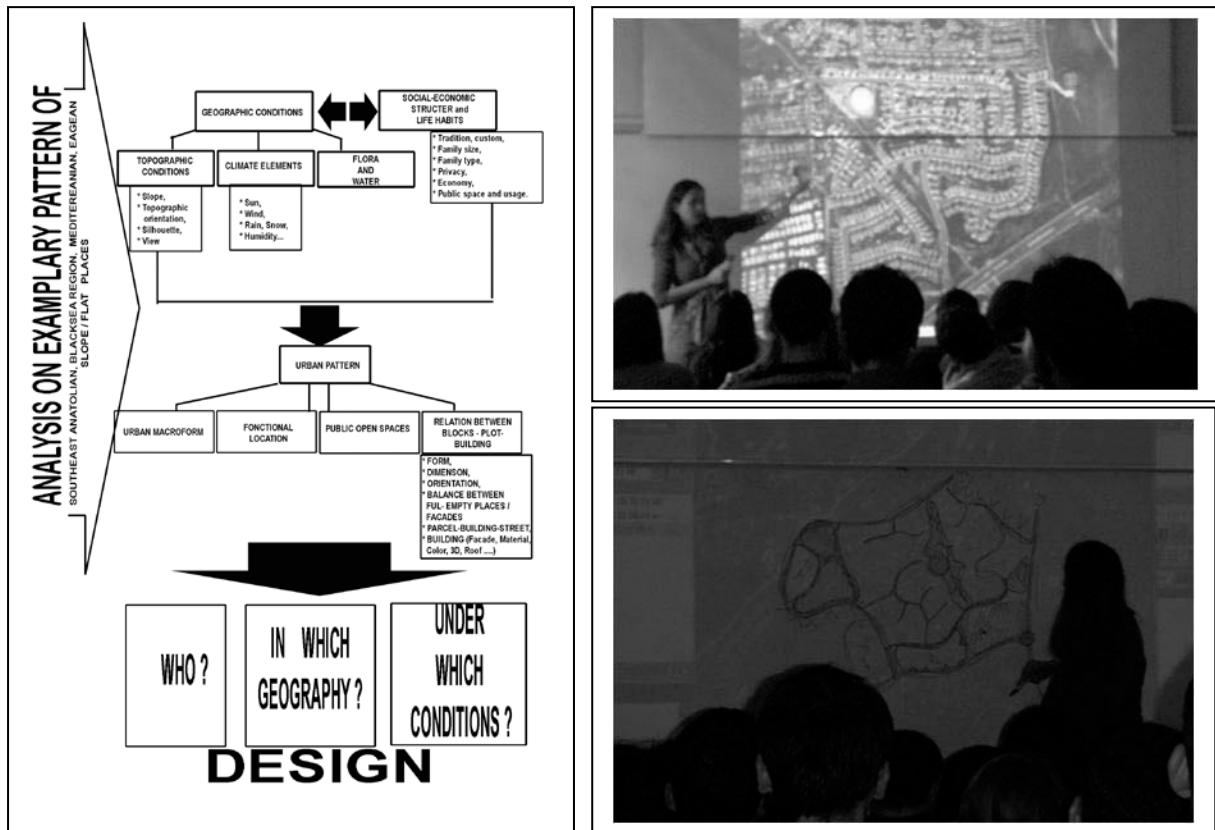 ANALYSIS ON EXAMPLARY PATTERN OF
SOUTHEAST ANATOLIAN, BLACKSEA REGION, MEDITEREANIAN, EAGEAN
SLOPE / FLAT PLACES
GEOGRAPHIC CONDITIONS
SOCIAL-ECONOMIC
STRUCTER and
LIFE HABITS
* Tradition, custom,
* Family size,
* Family type,
* Privacy,
* Economy,
* Public space and usage.
TOPOGRAPHIC
CONDITIONS
* Slope,
* Topographic
orientation,
* Silhouette,
* View
CLIMATE ELEMENTS
* Sun,
* Wind,
* Rain, Snow,
* Humidity....
FLORA
AND
WATER
URBAN PATTERN
URBAN MACROFORM
FONCTIONAL
LOCATION
PUBLIC OPEN SPACES
RELATION BETWEEN
BLOCKS - PLOT-
BUILDING
* FORM,
* DIMENSON,
* ORIENTATION,
* BALANCE BETWEEN
FUL- EMPTY PLACES /
FACADES
* PARCEL-BUILDING-STREET,
* BUILDING (Facade, Material,
Color, 3D, Roof ....)
WHO ?
IN WHICH
GEOGRAPHY ?
UNDER
WHICH
CONDITIONS ?
DESIGN